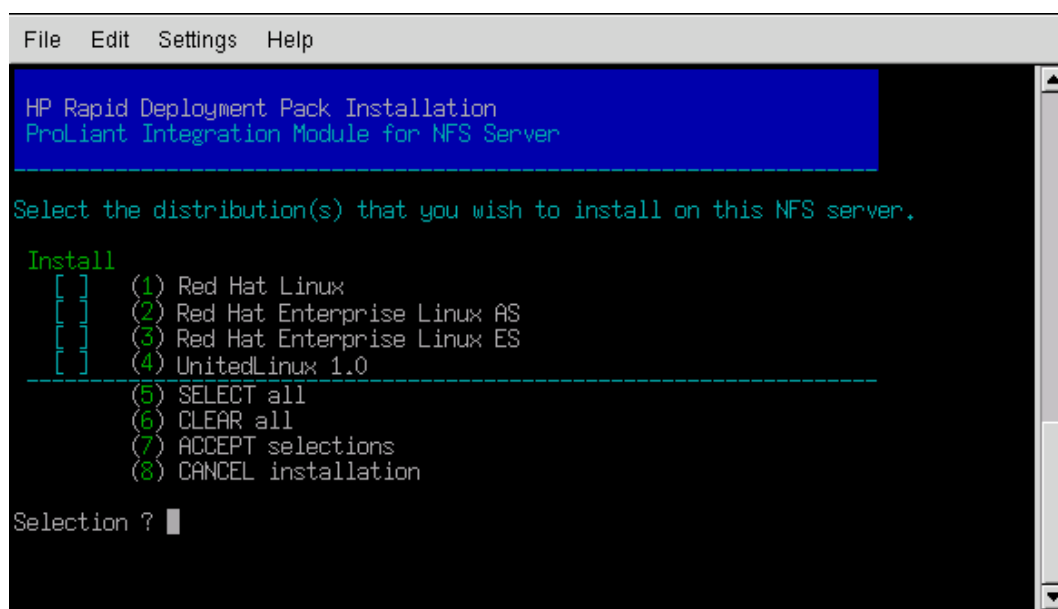 File Edit Settings Help
HP Rapid Deployment Pack Installation
ProLiant Integration Module for NFS Server
Select the distribution(s) that you wish to install on this NFS server.
Install
[ ] (1) Red Hat Linux
[ ] (2) Red Hat Enterprise Linux AS
[ ] (3) Red Hat Enterprise Linux ES
[ ] (4) UnitedLinux 1.0
(5) SELECT all
(6) CLEAR all
(7) ACCEPT selections
(8) CANCEL installation
Selection ?